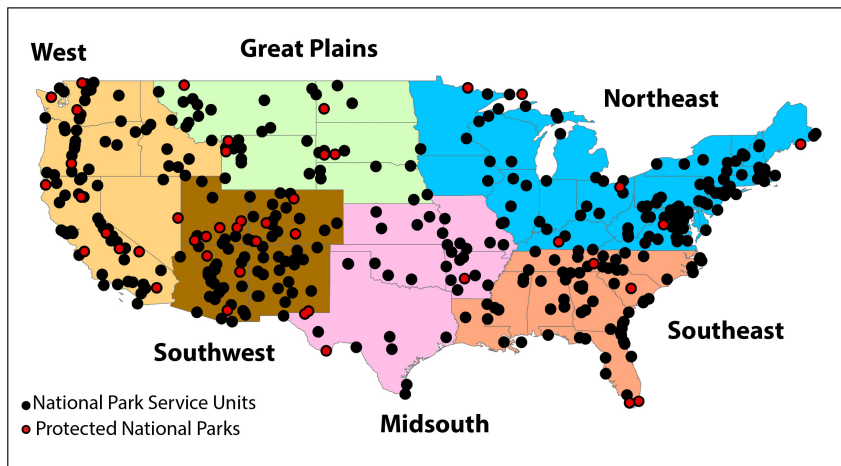 West
Great Plains
Northeast
Southwest
Southeast
Midsouth
National Park Service Units
Protected National Parks